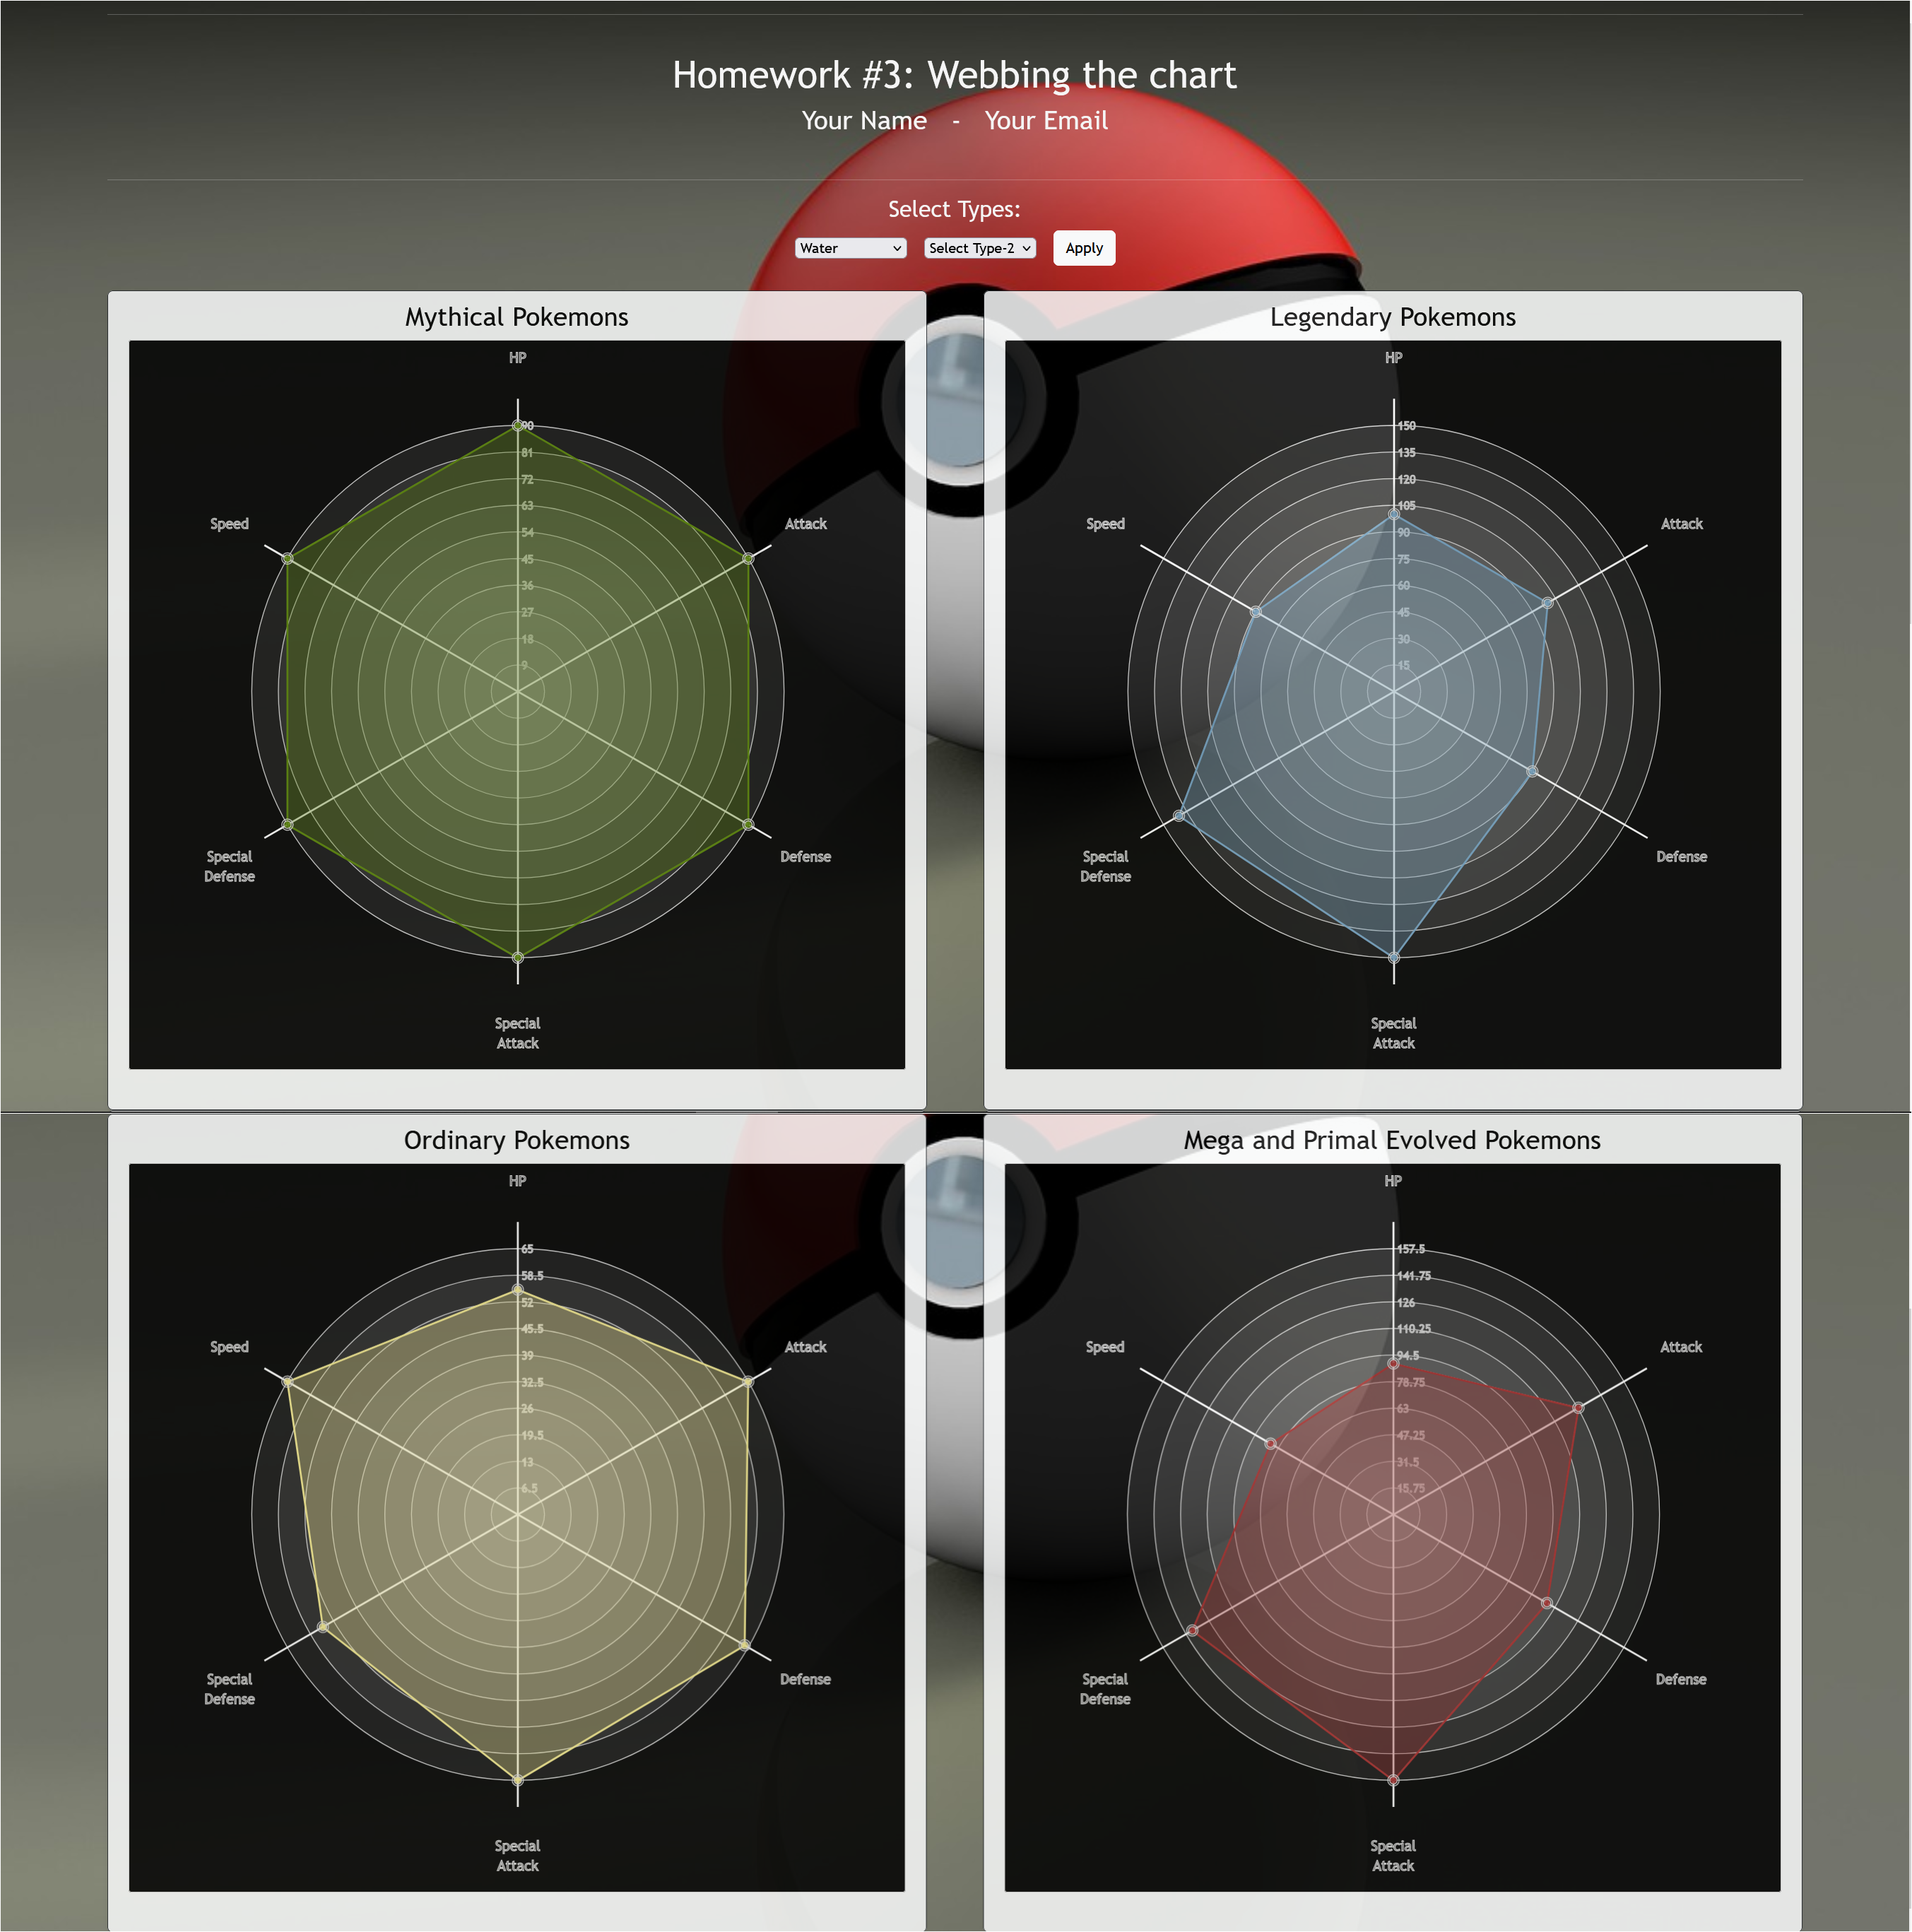 Homework #3: Webbing the chart
Your Name - Your Email
Select Types:
Water Select Type-2 Apply
Mythical Pokemons
HP
90
81
72
63
54
45
36
27
18
9
Speed
Attack
Special
Defense
Defense
Special
Attack
Legendary Pokemons
HP
150
135
120
105
90
75
60
45
30
15
Speed
Attack
Special
Defense
Defense
Special
Attack
Ordinary Pokemons
HP
65
58.5
52
45.5
39
32.5
26
19.5
13
6.5
Speed
Attack
Special
Defense
Defense
Special
Attack
Mega and Primal Evolved Pokemons
HP
157.5
141.75
126
110.25
94.5
78.75
63
47.25
31.5
15.75
Speed
Attack
Special
Defense
Defense
Special
Attack